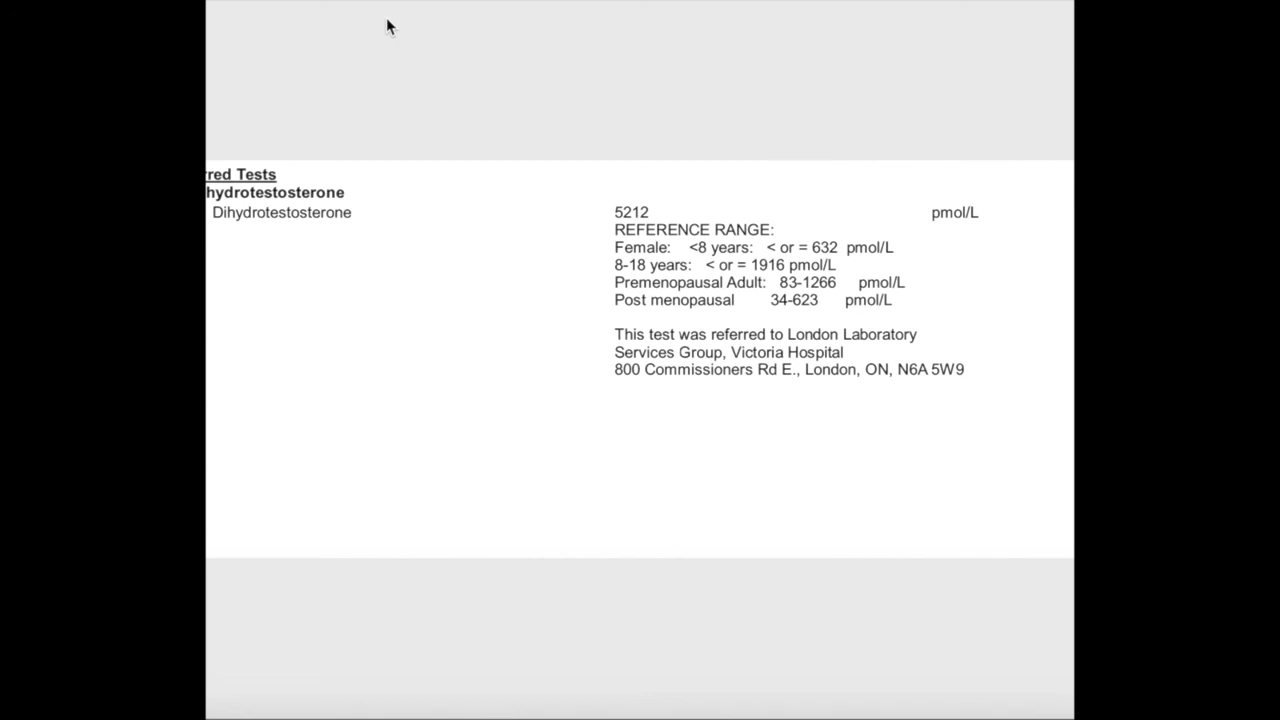 rred Tests
hydrotestosterone
Dihydrotestosterone 5212 pmol/L
REFERENCE RANGE:
Female: <8 years: < or = 632 pmol/L
8-18 years: < or = 1916 pmol/L
Premenopausal Adult: 83-1266 pmol/L
Post menopausal 34-623 pmol/L
This test was referred to London Laboratory
Services Group, Victoria Hospital
800 Commissioners Rd E., London, ON, N6A 5W9